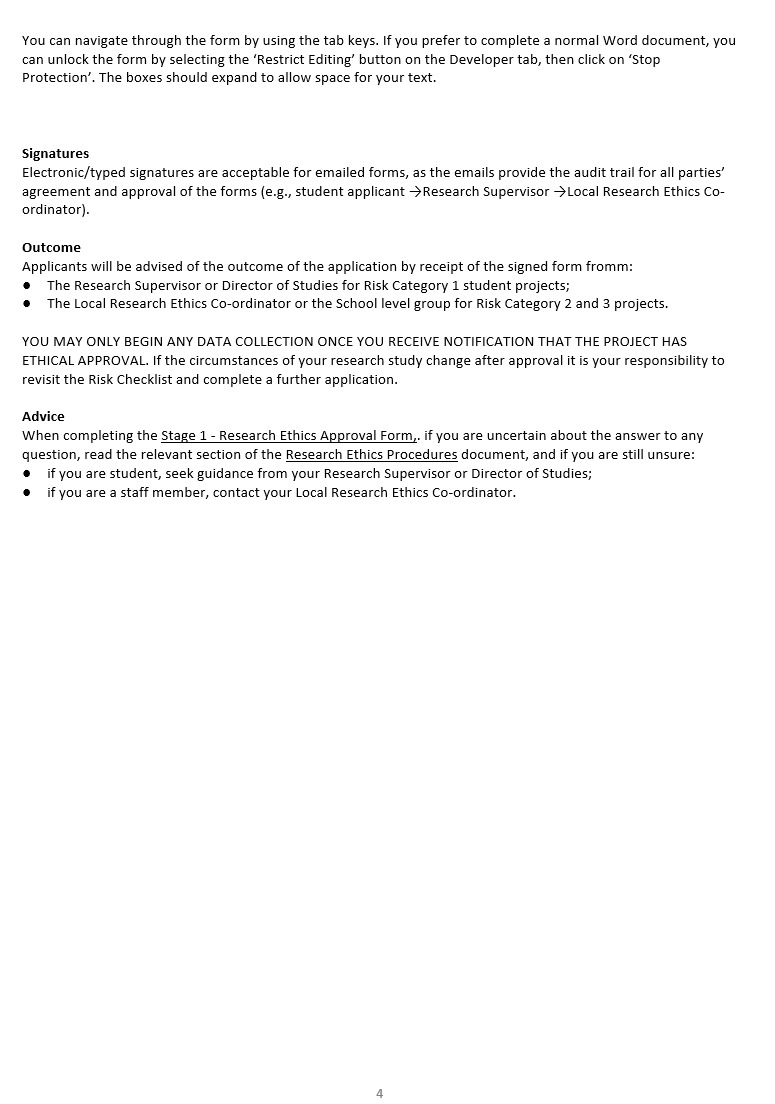 You can navigate through the form by using the tab keys. If you prefer to complete a normal Word document, you
can unlock the form by selecting the ‘Restrict Editing’ button on the Developer tab, then click on ‘Stop
Protection’. The boxes should expand to allow space for your text.
Signatures
Electronic/typed signatures are acceptable for emailed forms, as the emails provide the audit trail for all parties’
agreement and approval of the forms (e.g., student applicant →Research Supervisor →Local Research Ethics Co-
ordinator).
Outcome
Applicants will be advised of the outcome of the application by receipt of the signed form fromm:
● The Research Supervisor or Director of Studies for Risk Category 1 student projects;
● The Local Research Ethics Co-ordinator or the School level group for Risk Category 2 and 3 projects.
YOU MAY ONLY BEGIN ANY DATA COLLECTION ONCE YOU RECEIVE NOTIFICATION THAT THE PROJECT HAS
ETHICAL APPROVAL. If the circumstances of your research study change after approval it is your responsibility to
revisit the Risk Checklist and complete a further application.
Advice
When completing the Stage 1 - Research Ethics Approval Form,. if you are uncertain about the answer to any
question, read the relevant section of the Research Ethics Procedures document, and if you are still unsure:
● if you are student, seek guidance from your Research Supervisor or Director of Studies;
● if you are a staff member, contact your Local Research Ethics Co-ordinator.
4